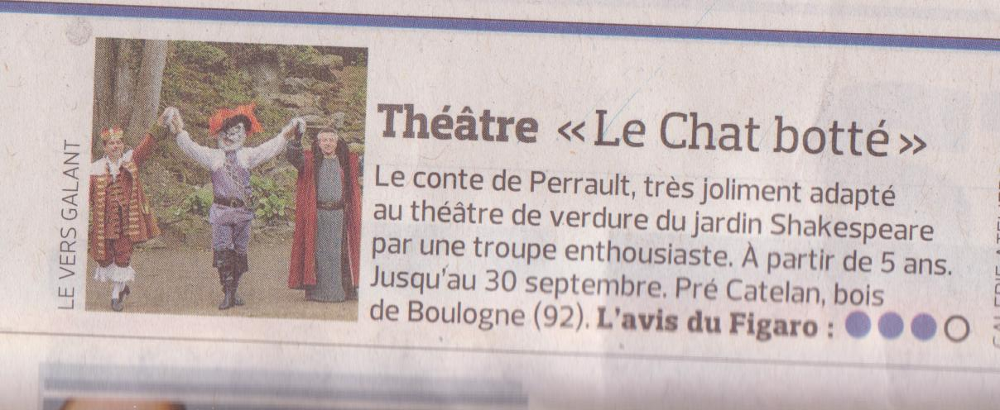 LE VERS GALANT
Théâtre « Le Chat botté »
Le conte de Perrault, très joliment adapté
au théâtre de verdure du jardin Shakespeare
par une troupe enthousiaste. À partir de 5 ans.
Jusqu'au 30 septembre. Pré Catelan, bois
de Boulogne (92). L'avis du Figaro :